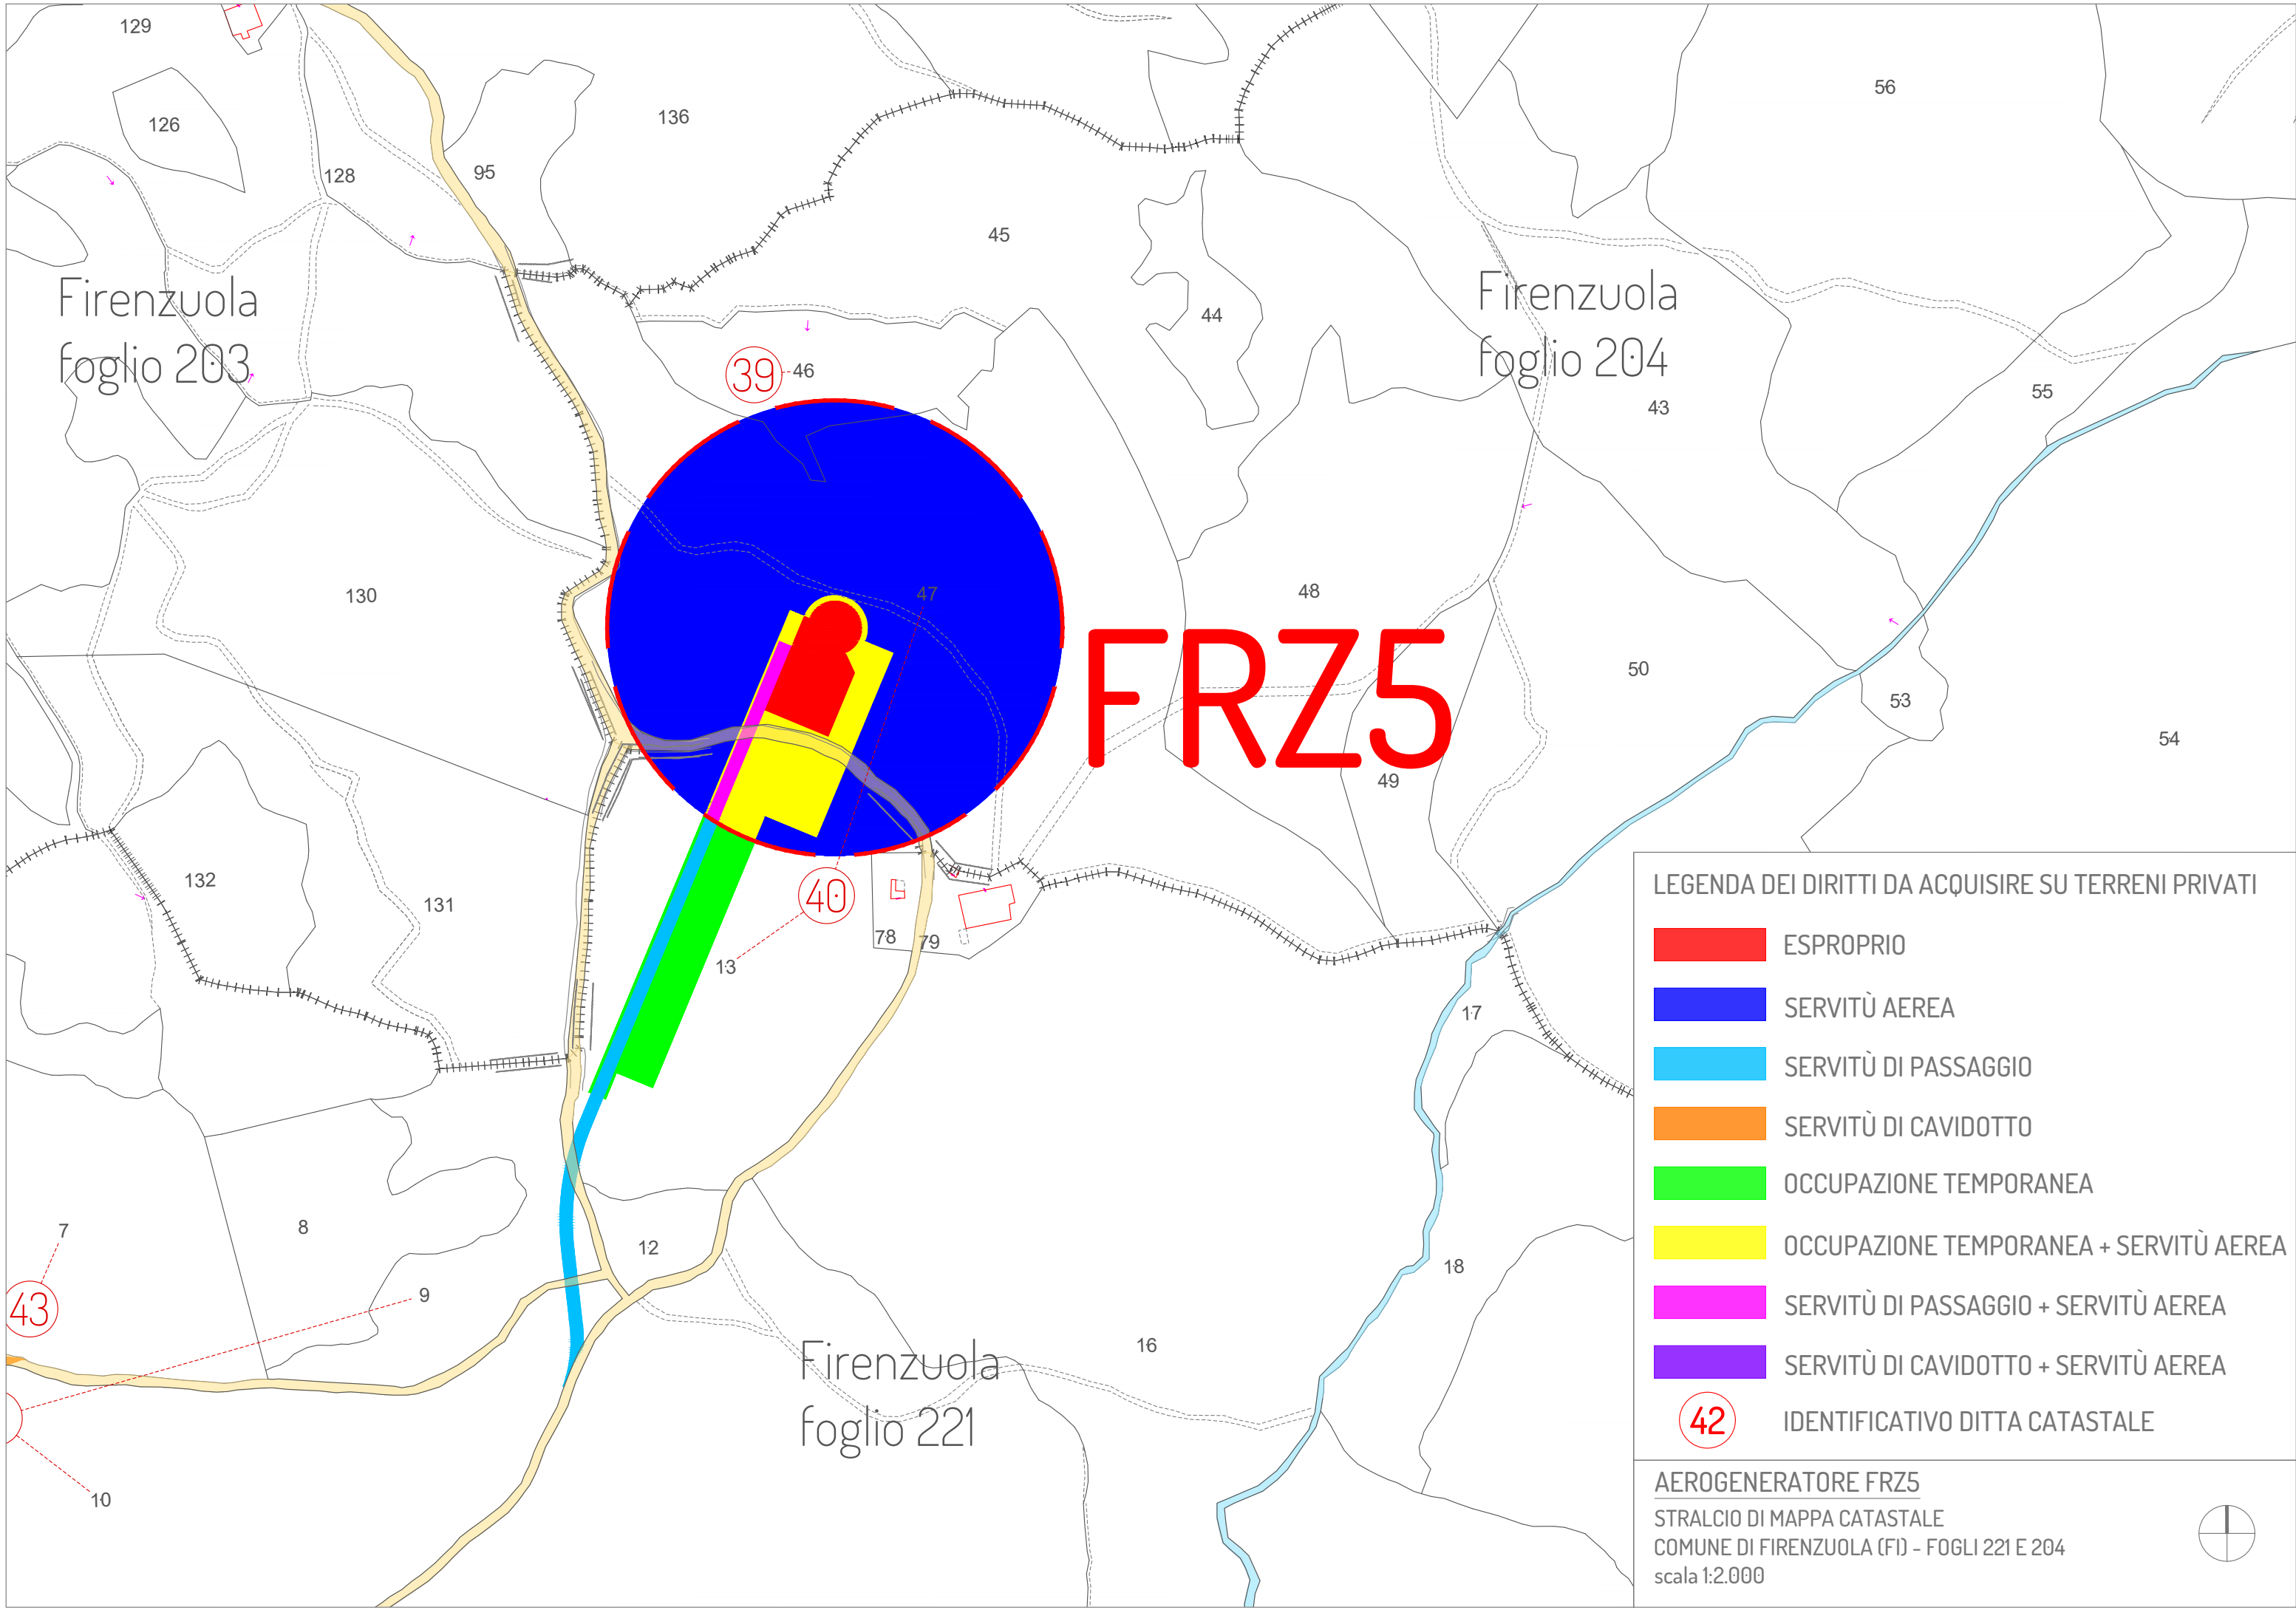 129
126
128
95
136
56
45
44
Firenzuola
foglio 203
Firenzuola
foglio 204
39
46
43
55
130
47
48
FRZ5
50
53
54
49
132
131
40
78
79
13
17
7
8
12
18
43
9
16
10
Firenzuola
foglio 221
LEGENDA DEI DIRITTI DA ACQUISIRE SU TERRENI PRIVATI
ESPROPRIO
SERVITÙ AEREA
SERVITÙ DI PASSAGGIO
SERVITÙ DI CAVIDOTTO
OCCUPAZIONE TEMPORANEA
OCCUPAZIONE TEMPORANEA + SERVITÙ AEREA
SERVITÙ DI PASSAGGIO + SERVITÙ AEREA
SERVITÙ DI CAVIDOTTO + SERVITÙ AEREA
42 IDENTIFICATIVO DITTA CATASTALE
AEROGENERATORE FRZ5
STRALCIO DI MAPPA CATASTALE
COMUNE DI FIRENZUOLA (FI) - FOGLI 221 E 204
scala 1:2.000